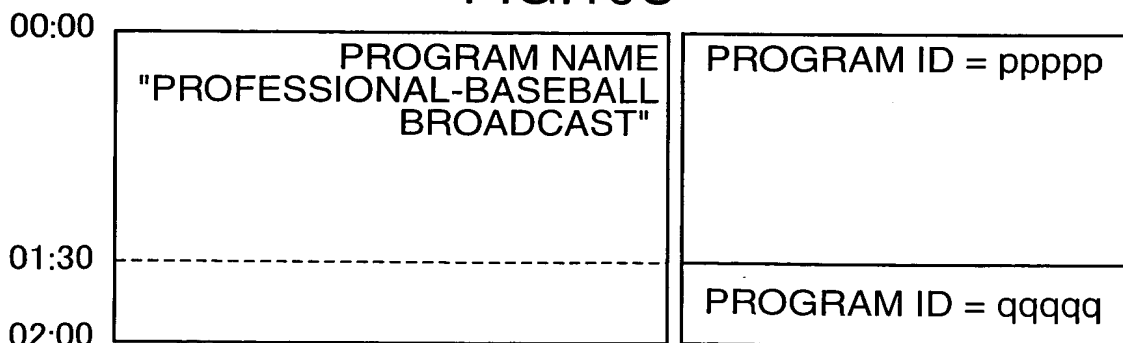 00:00
PROGRAM NAME
"PROFESSIONAL-BASEBALL
BROADCAST"
PROGRAM ID = ppppp
01:30
PROGRAM ID = qqqqq
02:00